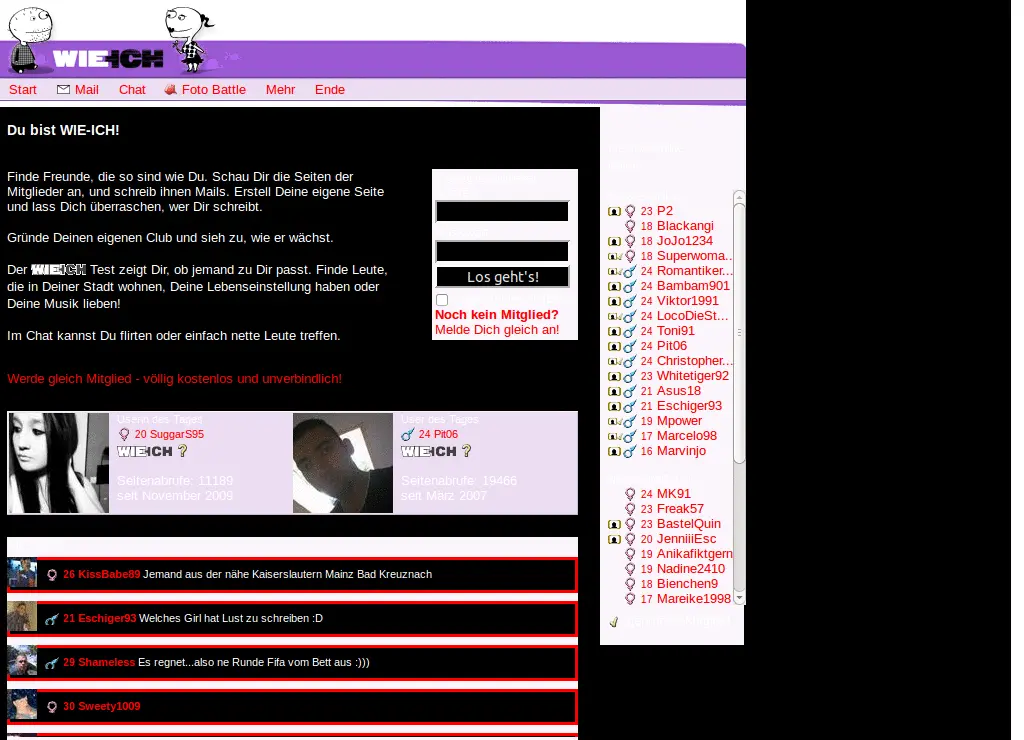 WIE-ICH
Start Mail Chat Foto Battle Mehr Ende
Du bist WIE-ICH!
Finde Freunde, die so sind wie Du. Schau Dir die Seiten der
Mitglieder an, und schreib ihnen Mails. Erstell Deine eigene Seite
und lass Dich überraschen, wer Dir schreibt.
Gründe Deinen eigenen Club und sieh zu, wie er wächst.
Der WIE-ICH Test zeigt Dir, ob jemand zu Dir passt. Finde Leute,
die in Deiner Stadt wohnen, Deine Lebenseinstellung haben oder
Deine Musik lieben!
Im Chat kannst Du flirten oder einfach nette Leute treffen.
Werde gleich Mitglied - völlig kostenlos und unverbindlich!
Los geht's!
Noch kein Mitglied?
Melde Dich gleich an!
Userin des Tages
20 SuggarS95
WIE-ICH ?
Seitenabrufe: 11189
seit November 2009
User des Tages
24 Pit06
WIE-ICH ?
Seitenabrufe: 19466
seit März 2007
26 KissBabe89 Jemand aus der nähe Kaiserslautern Mainz Bad Kreuznach
21 Eschiger93 Welches Girl hat Lust zu schreiben :D
29 Shameless Es regnet...also ne Runde Fifa vom Bett aus :)))
30 Sweety1009
23 P2
18 Blackangi
18 JoJo1234
18 Superwoma...
24 Romantiker...
24 Bambam901
24 Viktor1991
24 LocoDieSt...
24 Toni91
24 Pit06
24 Christopher...
23 Whitetiger92
21 Asus18
21 Eschiger93
19 Mpower
17 Marcelo98
16 Marvinjo
24 MK91
23 Freak57
23 BastelQuin
20 JenniiiEsc
19 Anikafiktgern
19 Nadine2410
18 Bienchen9
17 Mareike1998